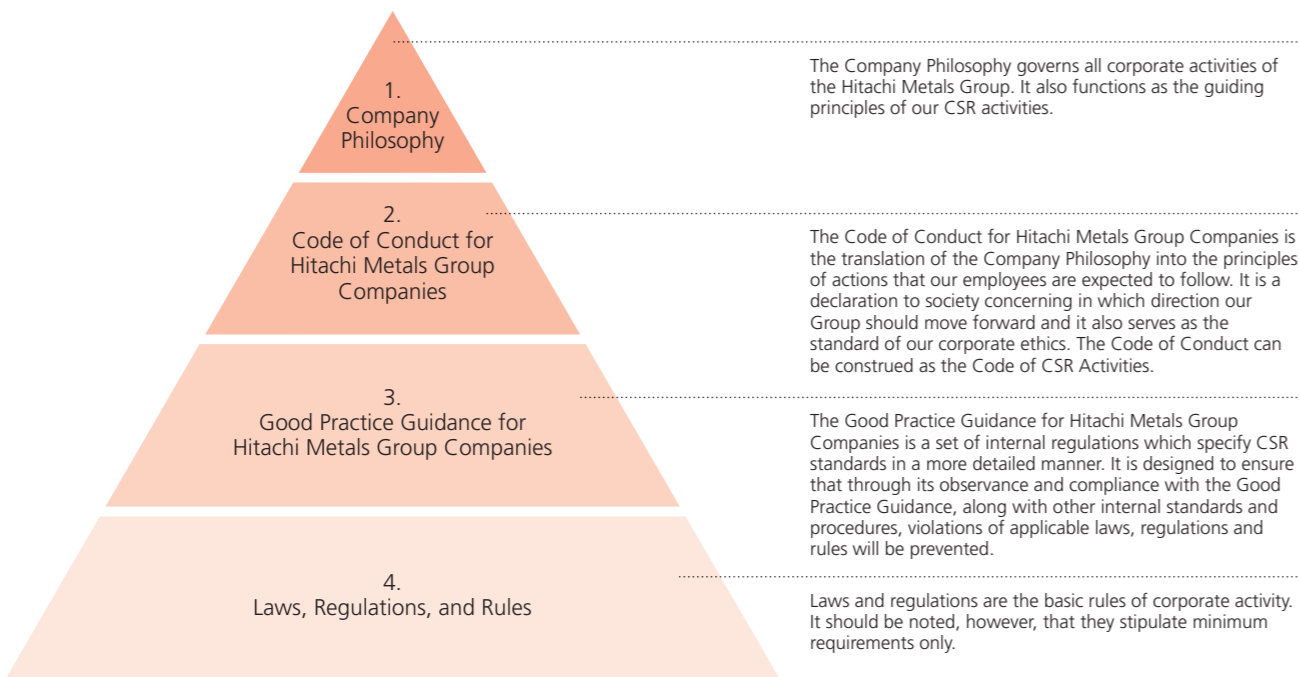 1.
Company
Philosophy
The Company Philosophy governs all corporate activities of
the Hitachi Metals Group. It also functions as the guiding
principles of our CSR activities.
2.
Code of Conduct for
Hitachi Metals Group
Companies
The Code of Conduct for Hitachi Metals Group Companies is
the translation of the Company Philosophy into the principles
of actions that our employees are expected to follow. It is a
declaration to society concerning in which direction our
Group should move forward and it also serves as the
standard of our corporate ethics. The Code of Conduct can
be construed as the Code of CSR Activities.
3.
Good Practice Guidance for
Hitachi Metals Group Companies
The Good Practice Guidance for Hitachi Metals Group
Companies is a set of internal regulations which specify CSR
standards in a more detailed manner. It is designed to ensure
that through its observance and compliance with the Good
Practice Guidance, along with other internal standards and
procedures, violations of applicable laws, regulations and
rules will be prevented.
4.
Laws, Regulations, and Rules
Laws and regulations are the basic rules of corporate activity.
It should be noted, however, that they stipulate minimum
requirements only.